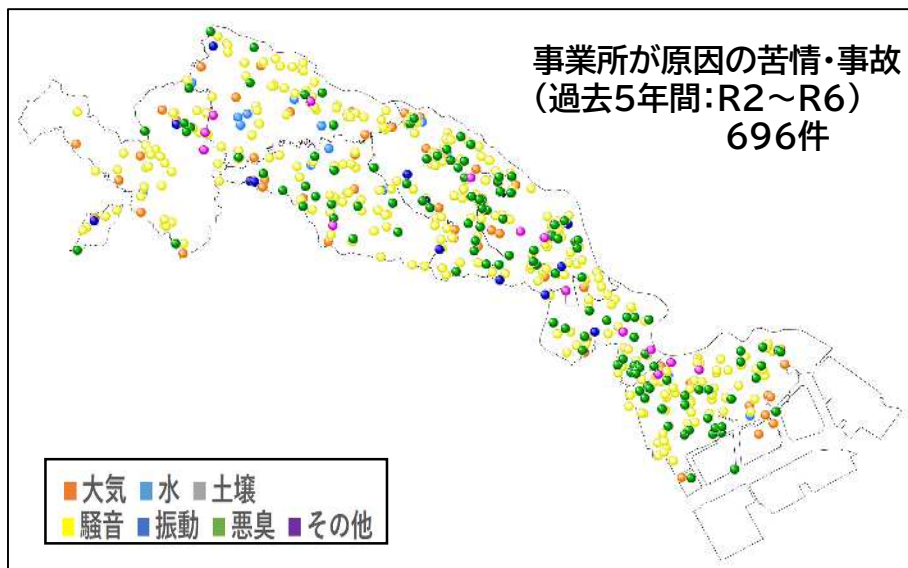 事業所が原因の苦情・事故
(過去5年間:R2~R6)
696件
大気 水 土壌
騒音 振動 悪臭 その他